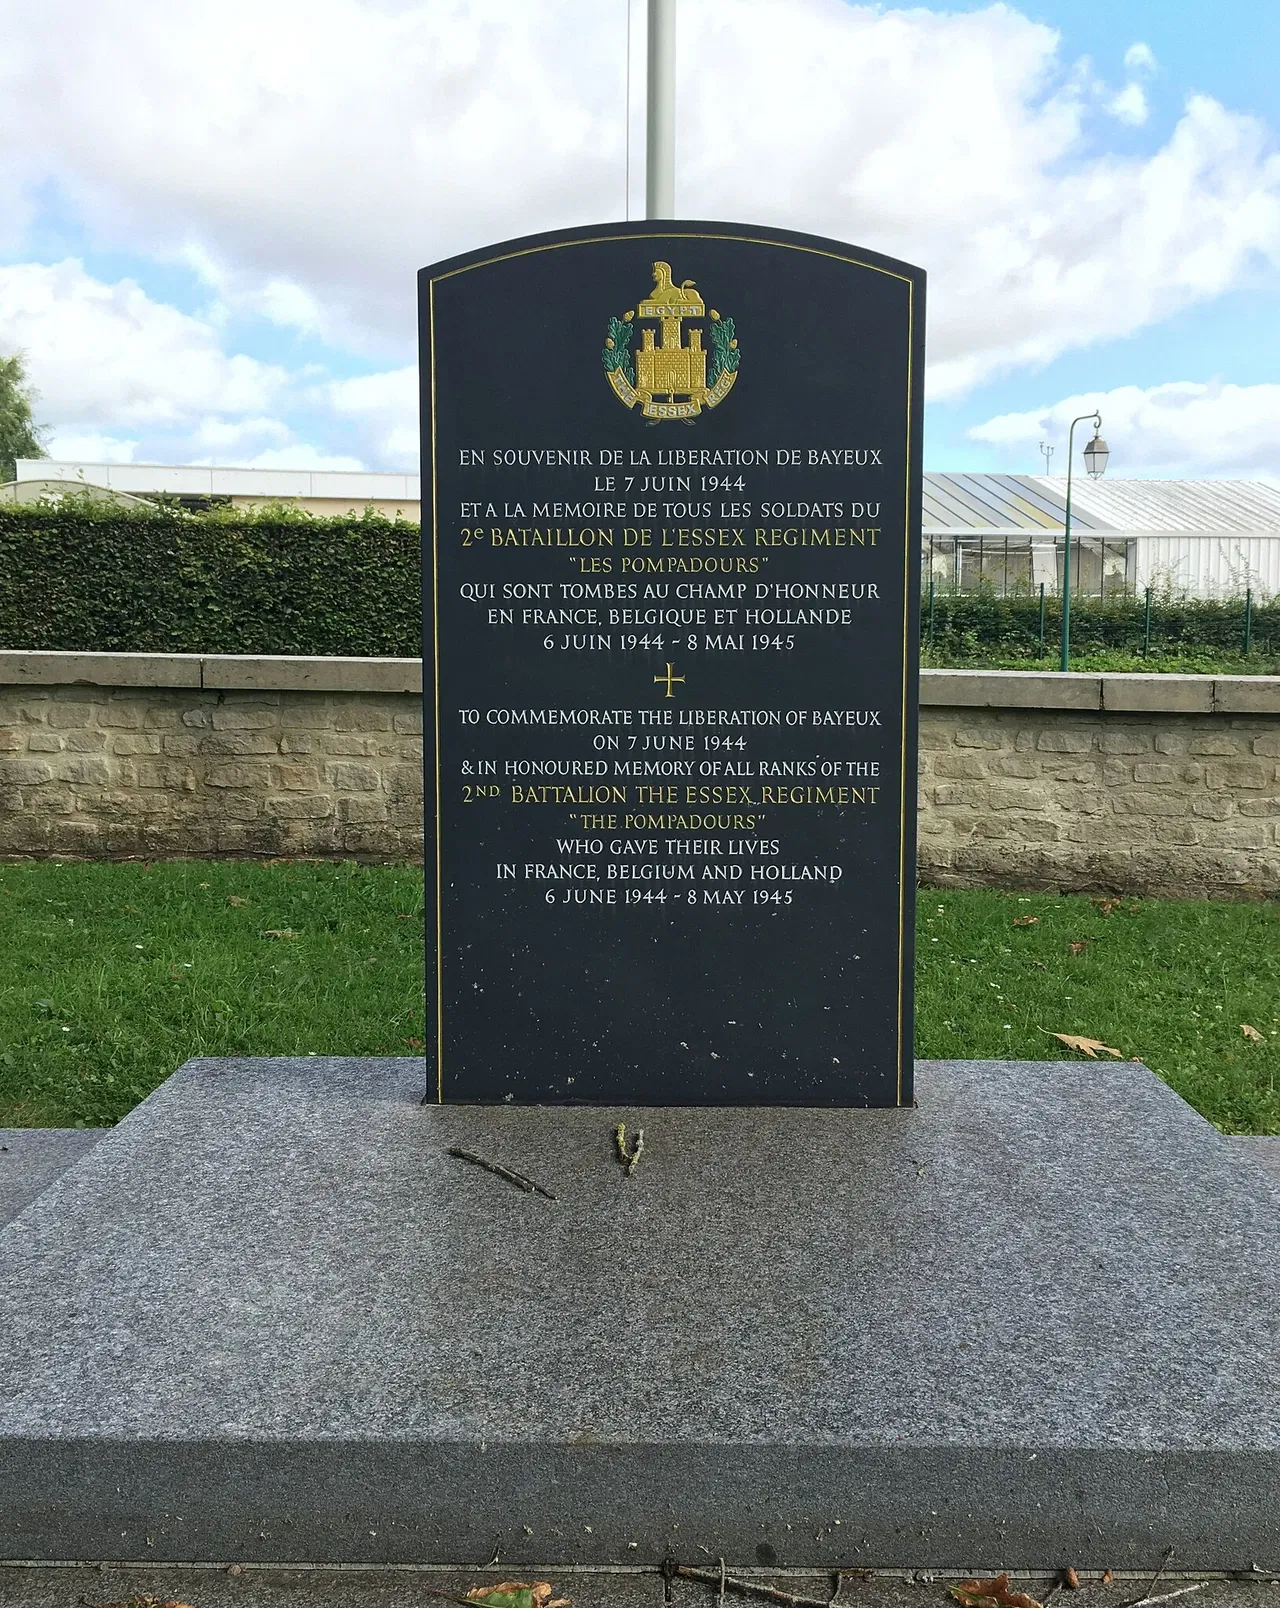 EGYPT
THE ESSEX REGT
EN SOUVENIR DE LA LIBERATION DE BAYEUX
LE 7 JUIN 1944
ET A LA MEMOIRE DE TOUS LES SOLDATS DU
2e BATAILLON DE L'ESSEX REGIMENT
"LES POMPADOURS"
QUI SONT TOMBES AU CHAMP D'HONNEUR
EN FRANCE, BELGIQUE ET HOLLANDE
6 JUIN 1944 - 8 MAI 1945
TO COMMEMORATE THE LIBERATION OF BAYEUX
ON 7 JUNE 1944
& IN HONOURED MEMORY OF ALL RANKS OF THE
2ND BATTALION THE ESSEX REGIMENT
"THE POMPADOURS"
WHO GAVE THEIR LIVES
IN FRANCE, BELGIUM AND HOLLAND
6 JUNE 1944 - 8 MAY 1945